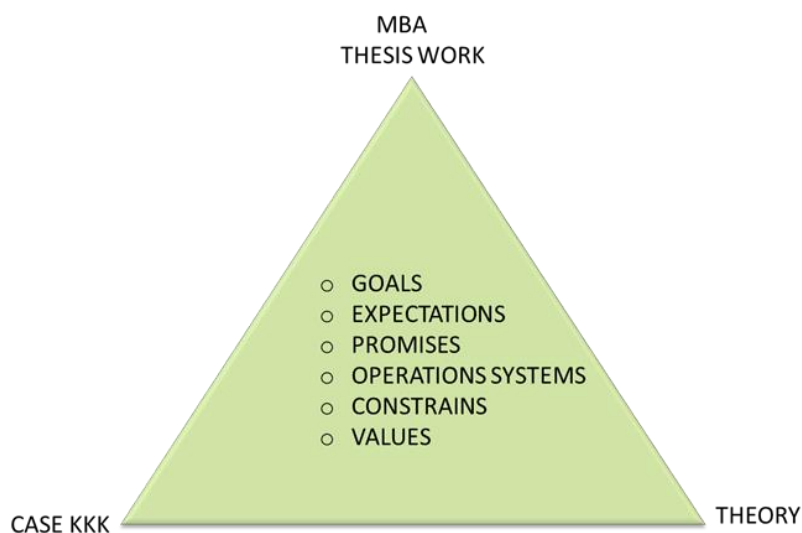 MBA
THESIS WORK
o GOALS
o EXPECTATIONS
o PROMISES
o OPERATIONS SYSTEMS
o CONSTRAINS
o VALUES
CASE KKK
THEORY